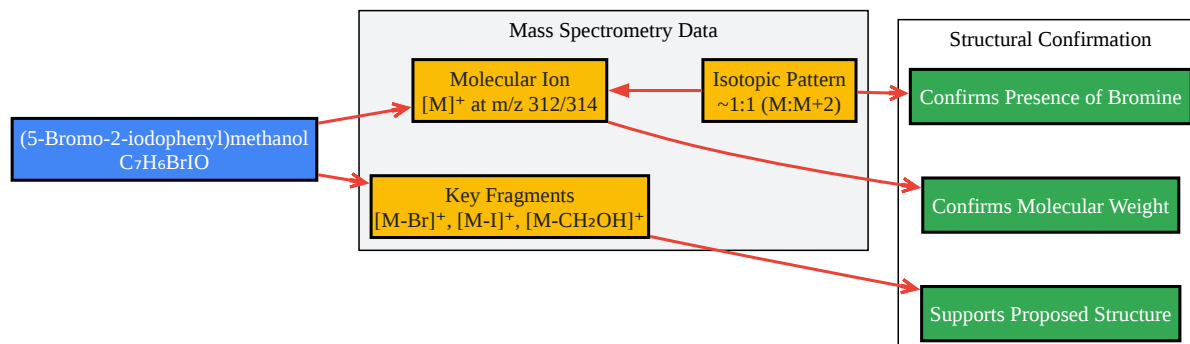 Mass Spectrometry Data
Structural Confirmation
Molecular Ion
[M]⁺ at m/z 312/314
Isotopic Pattern
~1:1 (M:M+2)
Confirms Presence of Bromine
(5-Bromo-2-iodophenyl)methanol
C₇H₆BrIO
Key Fragments
[M-Br]⁺, [M-I]⁺, [M-CH₂OH]⁺
Confirms Molecular Weight
Supports Proposed Structure